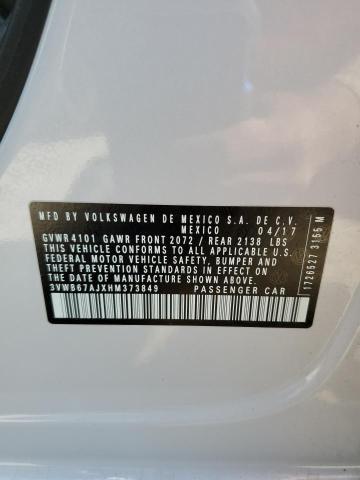 MFD BY VOLKSWAGEN DE MEXICO S.A. DE C.V.
MEXICO 04/17
GVWR 4101 GAWR FRONT 2072 / REAR 2138 LBS
THIS VEHICLE CONFORMS TO ALL APPLICABLE U.S.
FEDERAL MOTOR VEHICLE SAFETY, BUMPER AND
THEFT PREVENTION STANDARDS IN EFFECT ON
THE DATE OF MANUFACTURE SHOWN ABOVE.
3VWB67AJXHM373849 PASSENGER CAR
1726527 3156 M